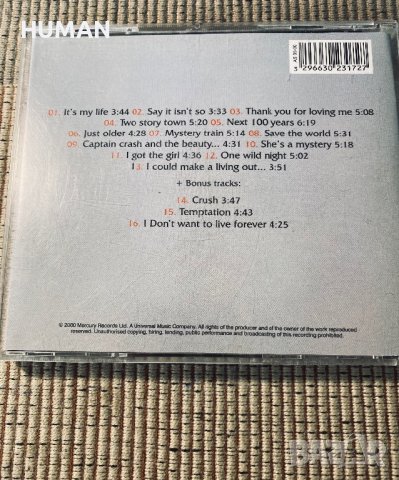 HUMAN
5 296630 231727
01. It's my life 3:44 02. Say it isn't so 3:33 03. Thank you for loving me 5:08
04. Two story town 5:20 05. Next 100 years 6:19
06. Just older 4:28 07. Mystery train 5:14 08. Save the world 5:31
09. Captain crash and the beauty... 4:31 10. She's a mystery 5:18
11. I got the girl 4:36 12. One wild night 5:02
13. I could make a living out... 3:51
+ Bonus tracks:
14. Crush 3:47
15. Temptation 4:43
16. I Don't want to live forever 4:25
© 2000 Mercury Records Ltd. A Universal Music Company. All rights of the producer and of the owner of the work reproduced
reserved. Unauthorised copying, hiring, lending, public performance and broadcasting of this recording prohibited.